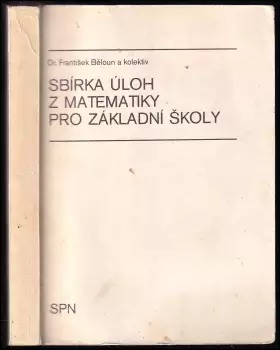 Dr. František Běloun a kolektiv
SBÍRKA ÚLOH
Z MATEMATIKY
PRO ZÁKLADNÍ ŠKOLY
SPN